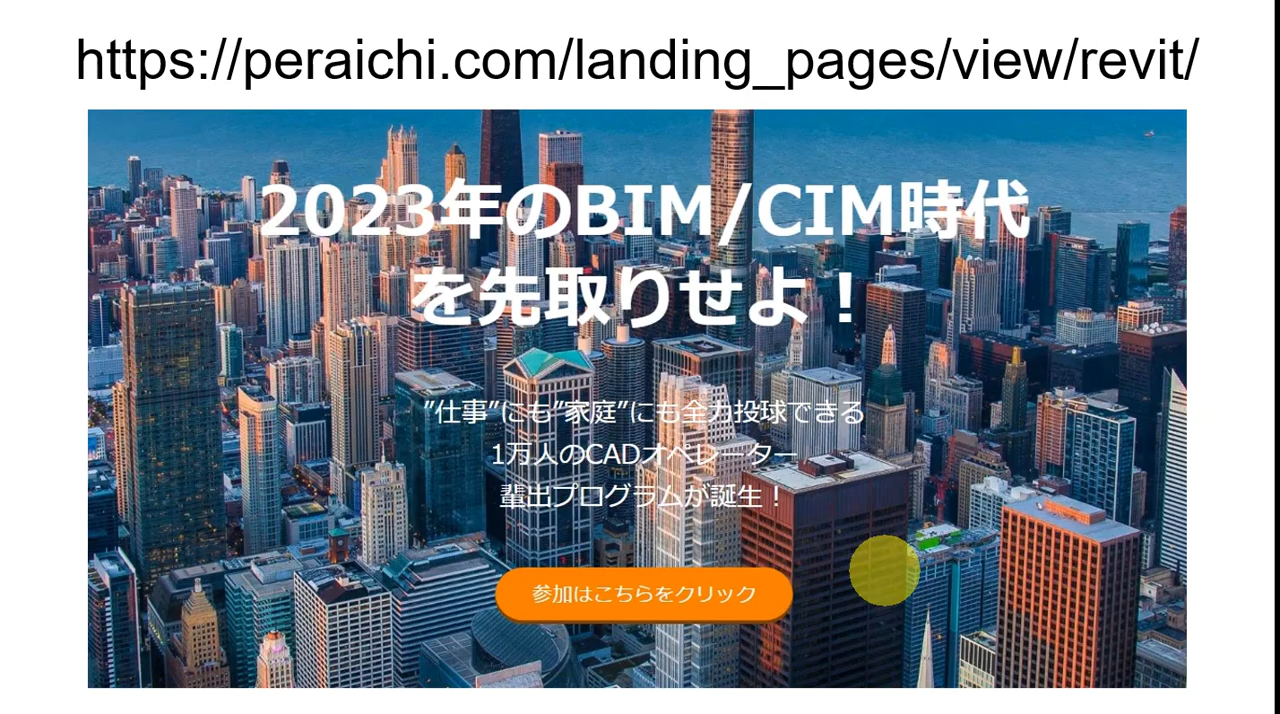 https://peraichi.com/landing_pages/view/revit/
2023年のBIM/CIM時代
を先取りせよ！
”仕事”にも”家庭”にも全力投球できる
1万人のCADオペレーター
輩出プログラムが誕生！
参加はこちらをクリック